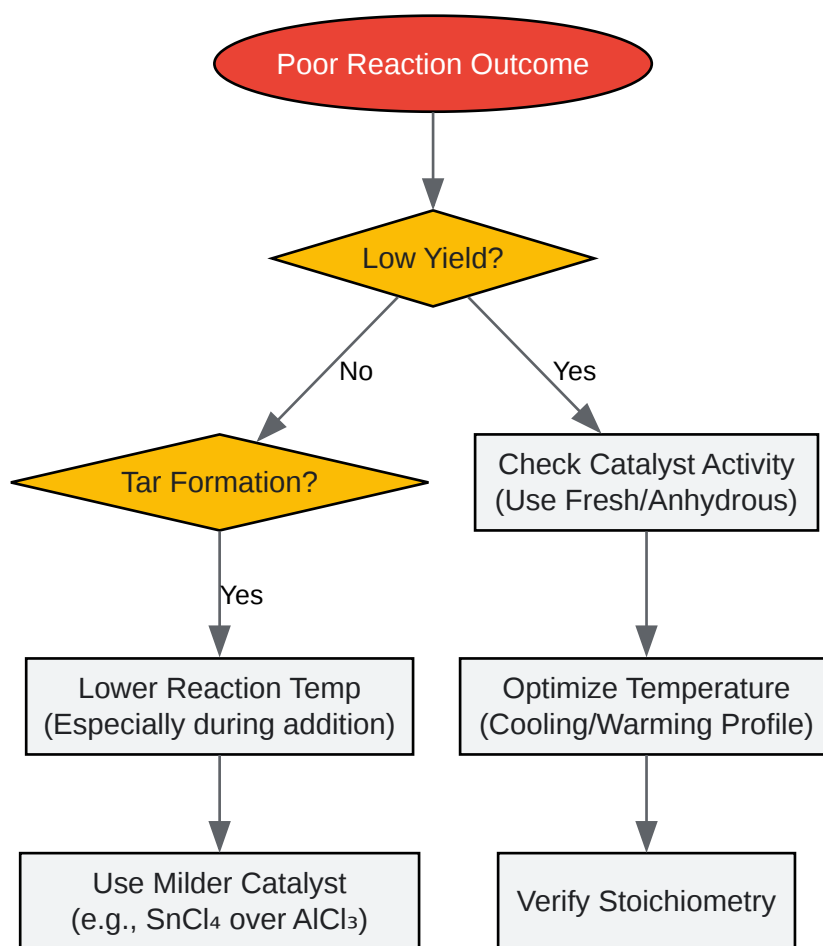 Poor Reaction Outcome
Low Yield?
No
Yes
Tar Formation?
Check Catalyst Activity
(Use Fresh/Anhydrous)
Yes
Lower Reaction Temp
(Especially during addition)
Optimize Temperature
(Cooling/Warming Profile)
Use Milder Catalyst
(e.g., SnCl₄ over AlCl₃)
Verify Stoichiometry